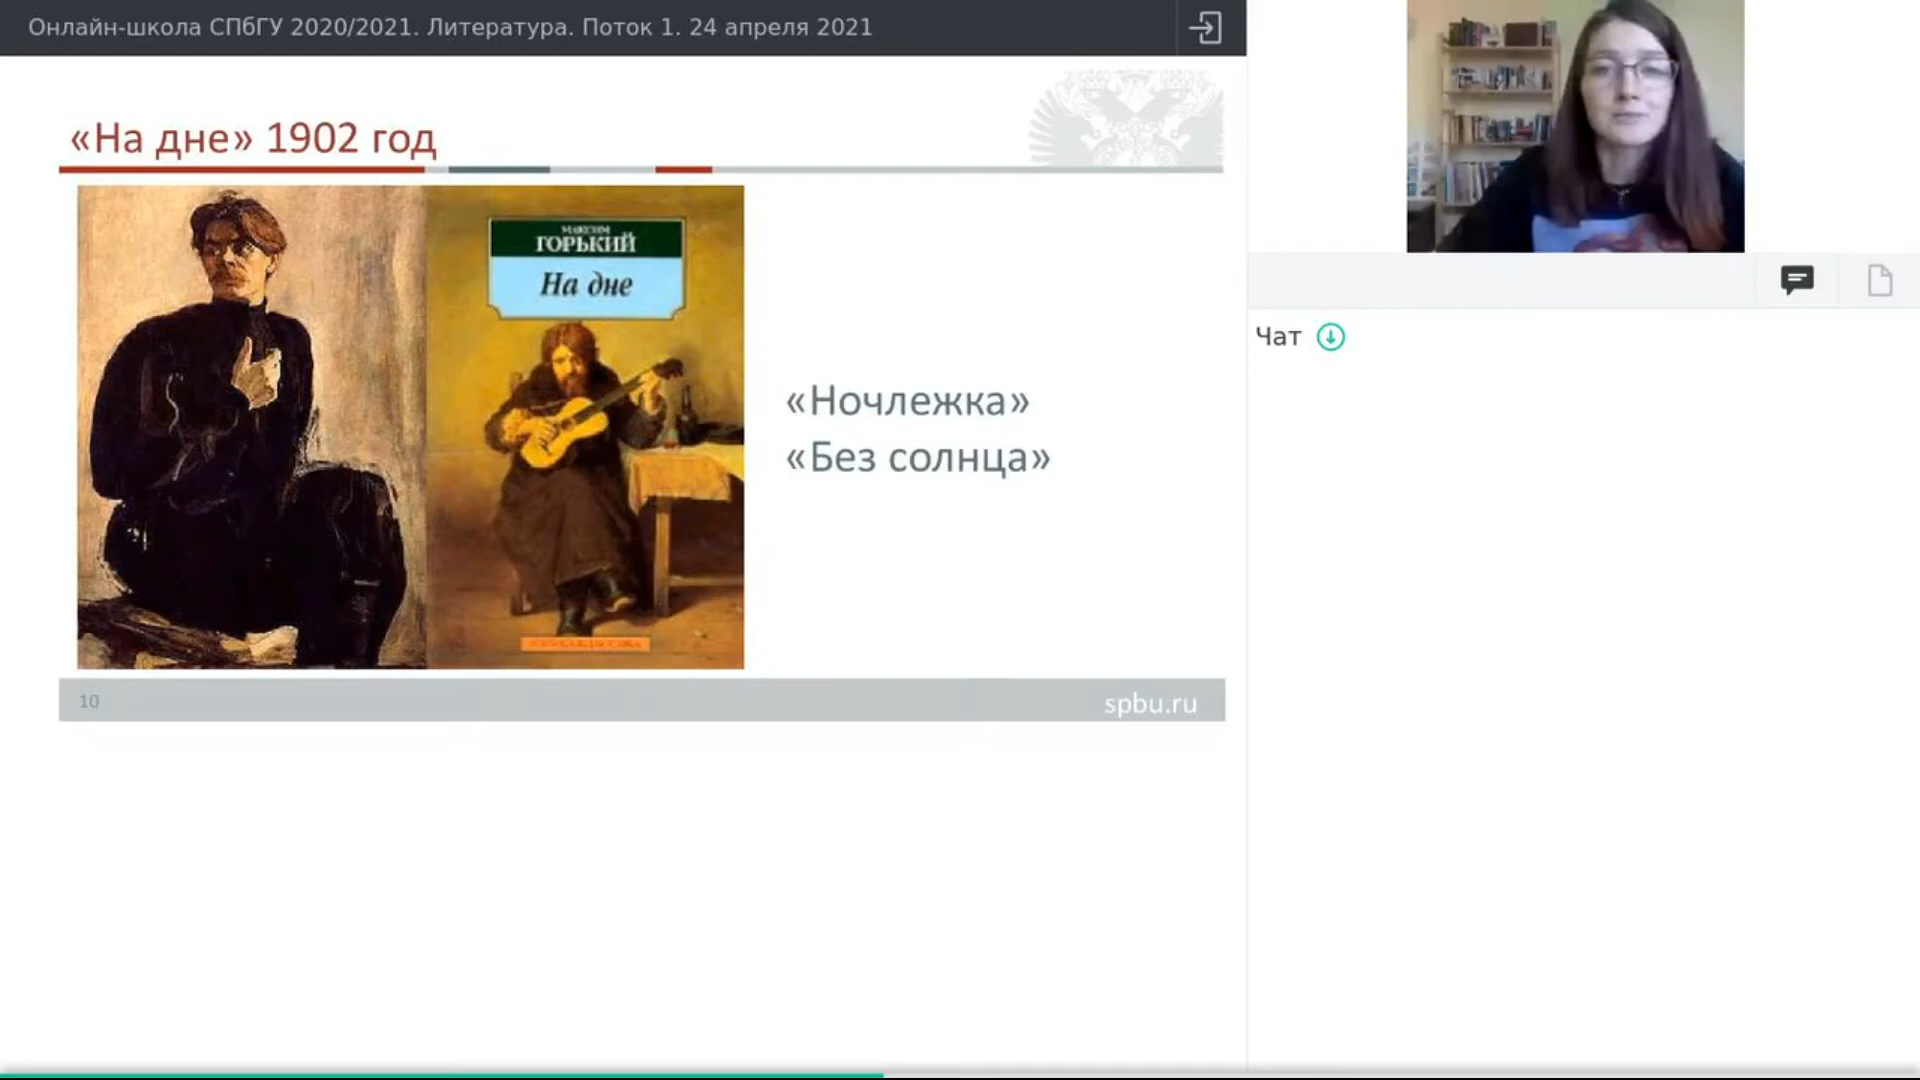 Онлайн-школа СПбГУ 2020/2021. Литература. Поток 1. 24 апреля 2021
«На дне» 1902 год
МАКСИМ
ГОРЬКИЙ
На дне
«Ночлежка»
«Без солнца»
10
spbu.ru
Чат